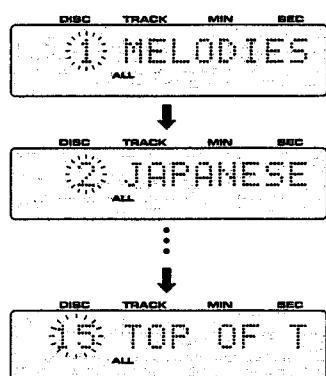 DISC TRACK MIN SEC
1 MELODIES
ALL
DISC TRACK MIN SEC
2 JAPANESE
ALL
DISC TRACK MIN SEC
15 TOP OF T
ALL